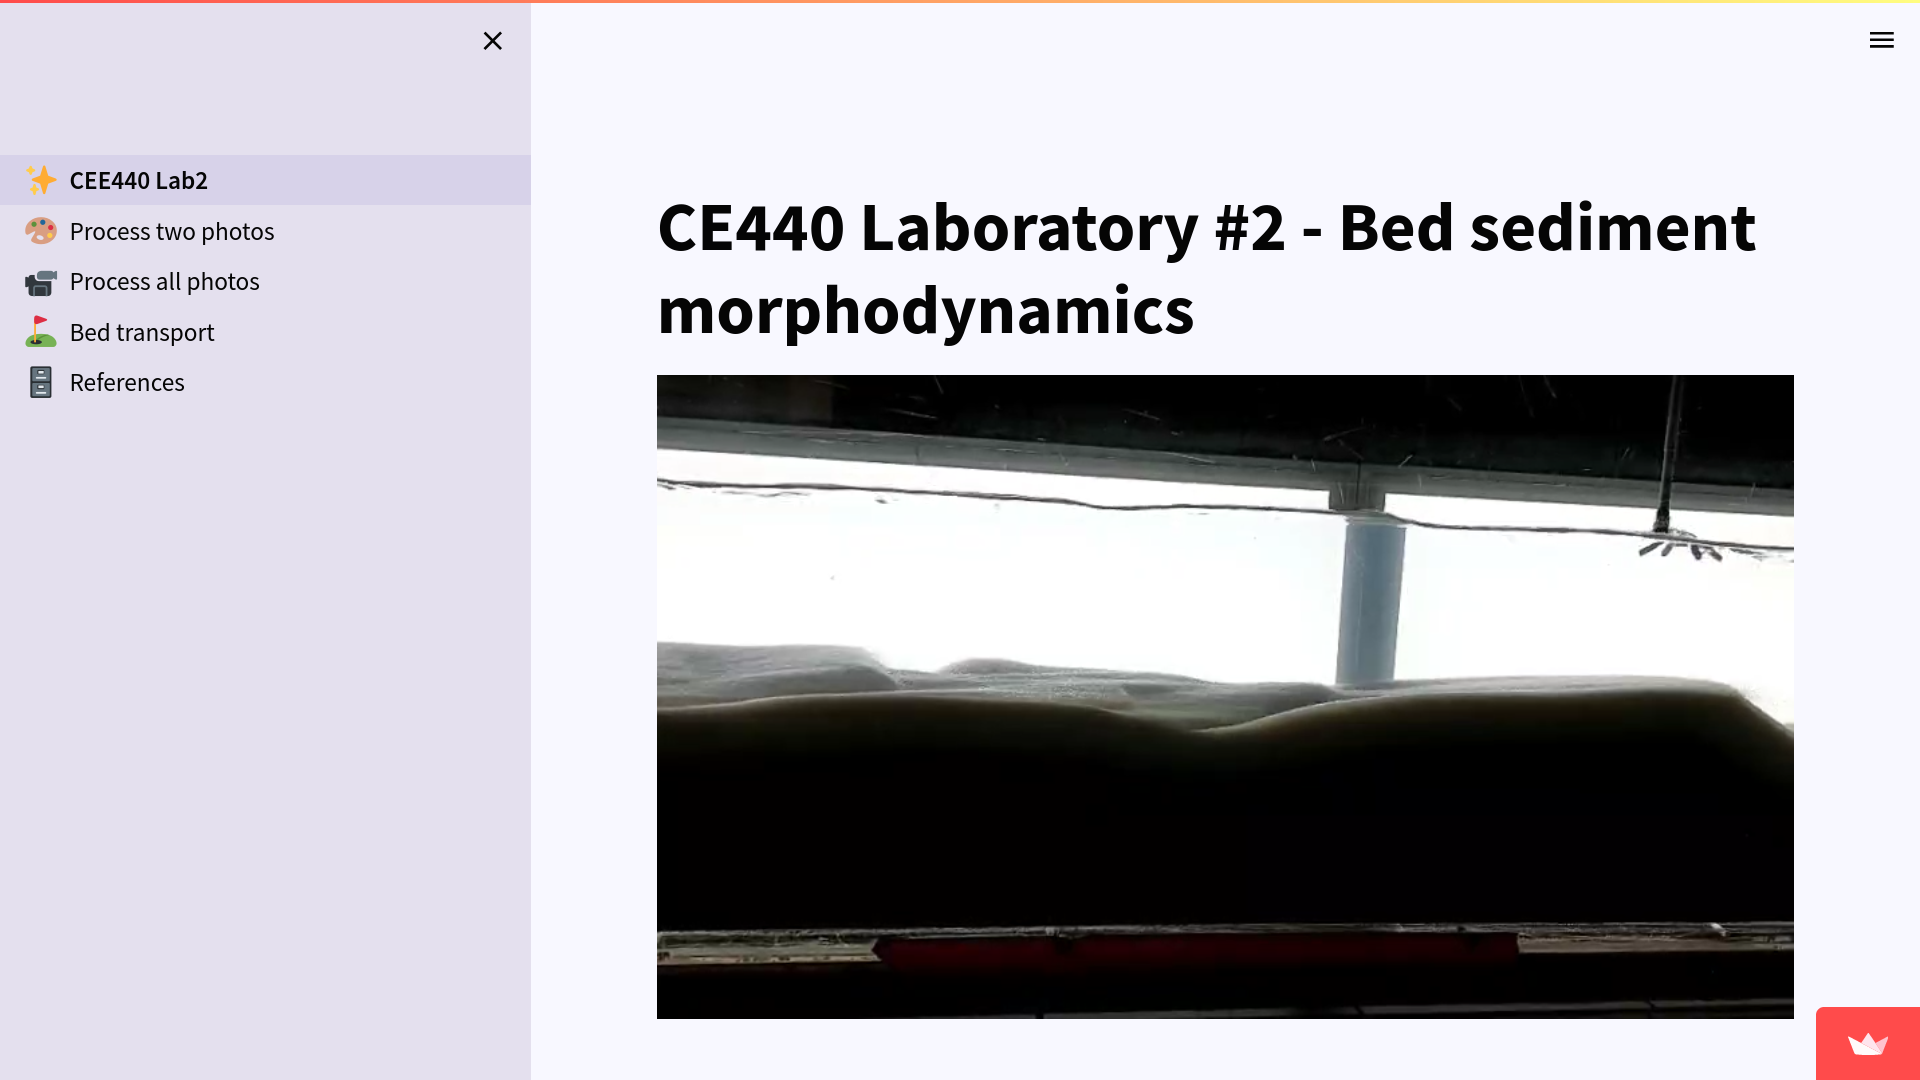 CEE440 Lab2
Process two photos
Process all photos
Bed transport
References
CE440 Laboratory #2 - Bed sediment
morphodynamics